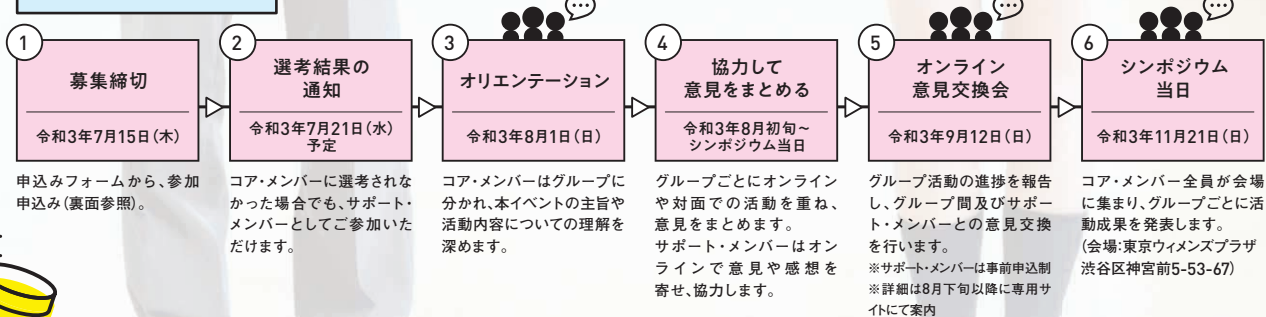 1
募集締切
令和3年7月15日(木)
申込みフォームから、参加
申込み(裏面参照)。
2
選考結果の
通知
令和3年7月21日(水)
予定
コア・メンバーに選考されな
かった場合でも、サポート・
メンバーとしてご参加いた
だけます。
3
オリエンテーション
令和3年8月1日(日)
コア・メンバーはグループに
分かれ、本イベントの主旨や
活動内容についての理解を
深めます。
4
協力して
意見をまとめる
令和3年8月初旬~
シンポジウム当日
グループごとにオンライン
や対面での活動を重ね、
意見をまとめます。
サポート・メンバーはオン
ラインで意見や感想を
寄せ、協力します。
5
オンライン
意見交換会
令和3年9月12日(日)
グループ活動の進捗を報告
し、グループ間及びサポー
ト・メンバーとの意見交換
を行います。
※サポート・メンバーは事前申込制
※詳細は8月下旬以降に専用サ
イトにて案内
6
シンポジウム
当日
令和3年11月21日(日)
コア・メンバー全員が会場
に集まり、グループごとに活
動成果を発表します。
(会場:東京ウィメンズプラザ
渋谷区神宮前5-53-67)